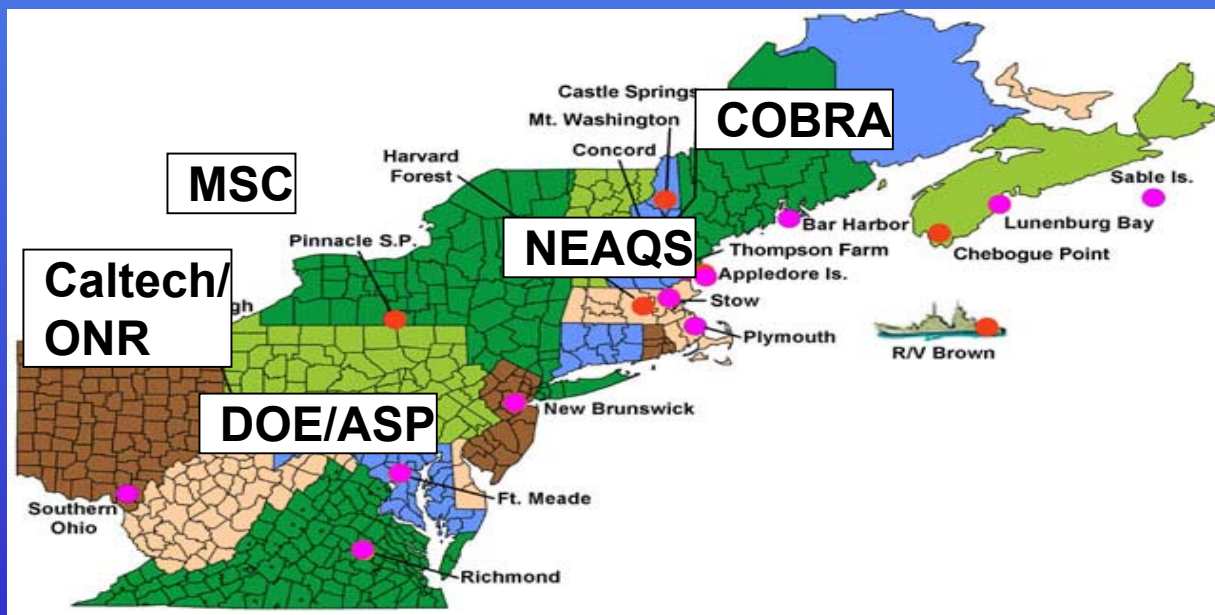 Castle Springs
Mt. Washington
COBRA
Concord
MSC
Harvard
Forest
Sable Is.
Pinnacle S.P.
NEAQS
Bar Harbor
Lunenburg Bay
Thompson Farm
Chebogue Point
Appledore Is.
Caltech/
ONR
Stow
Plymouth
R/V Brown
New Brunswick
DOE/ASP
Ft. Meade
Southern
Ohio
Richmond